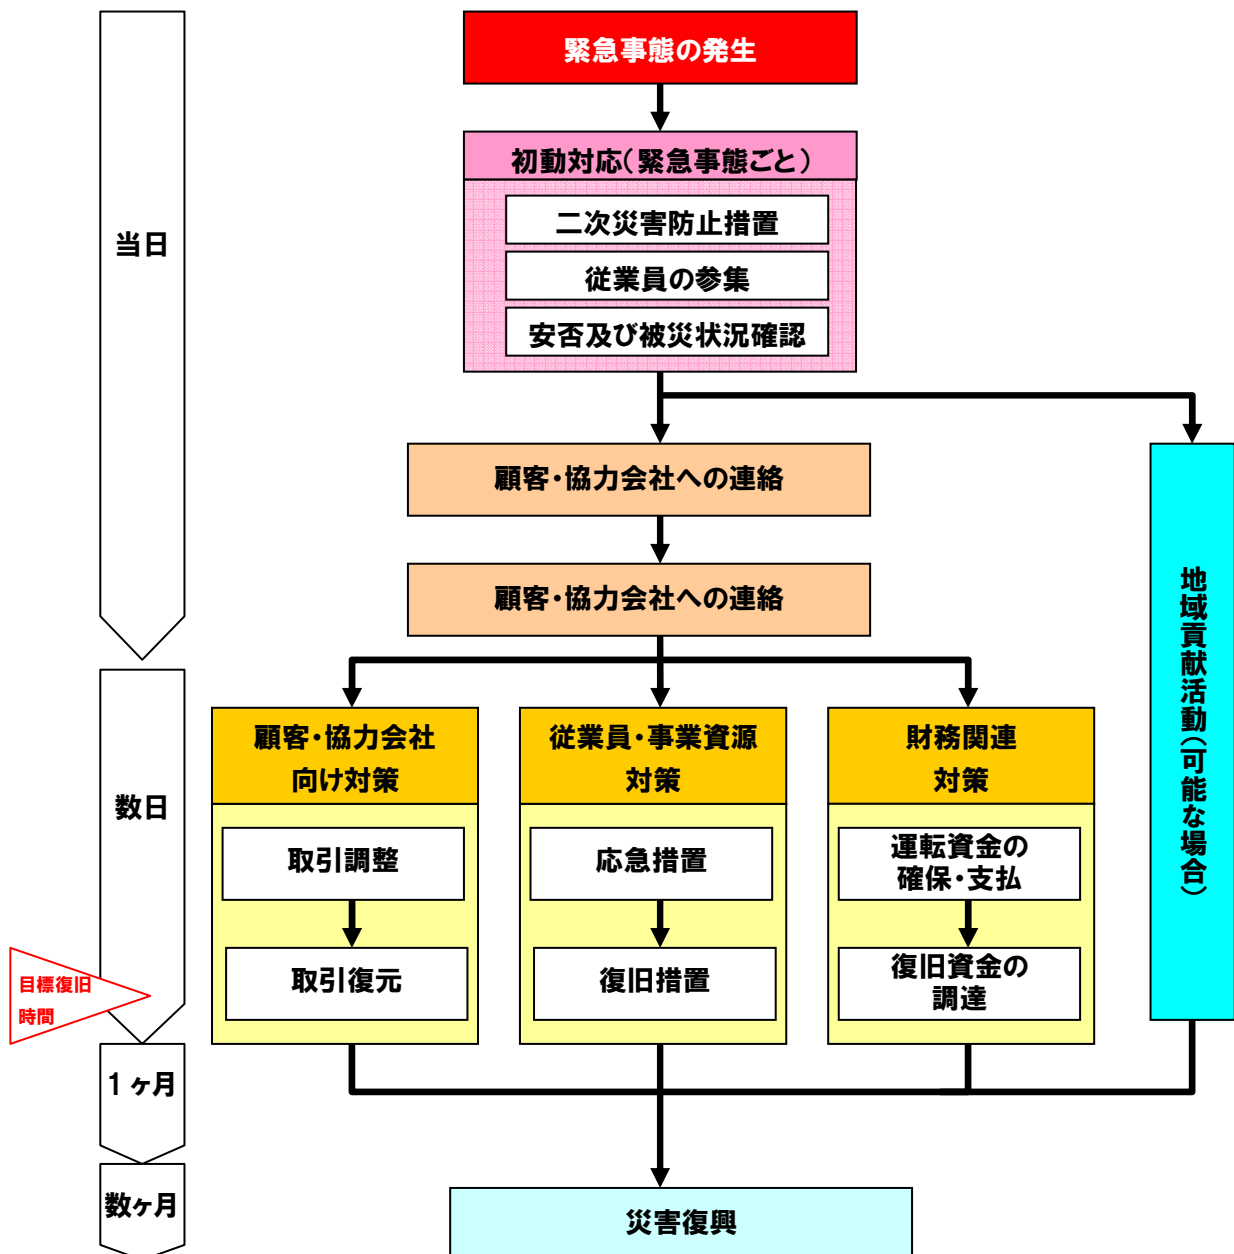 緊急事態の発生
初動対応（緊急事態ごと）
二次災害防止措置
従業員の参集
安否及び被災状況確認
当日
顧客・協力会社への連絡
顧客・協力会社への連絡
地域貢献活動（可能な場合）
数日
顧客・協力会社
向け対策
取引調整
取引復元
従業員・事業資源
対策
応急措置
復旧措置
財務関連
対策
運転資金の
確保・支払
復旧資金の
調達
目標復旧
時間
1ヶ月
数ヶ月
災害復興